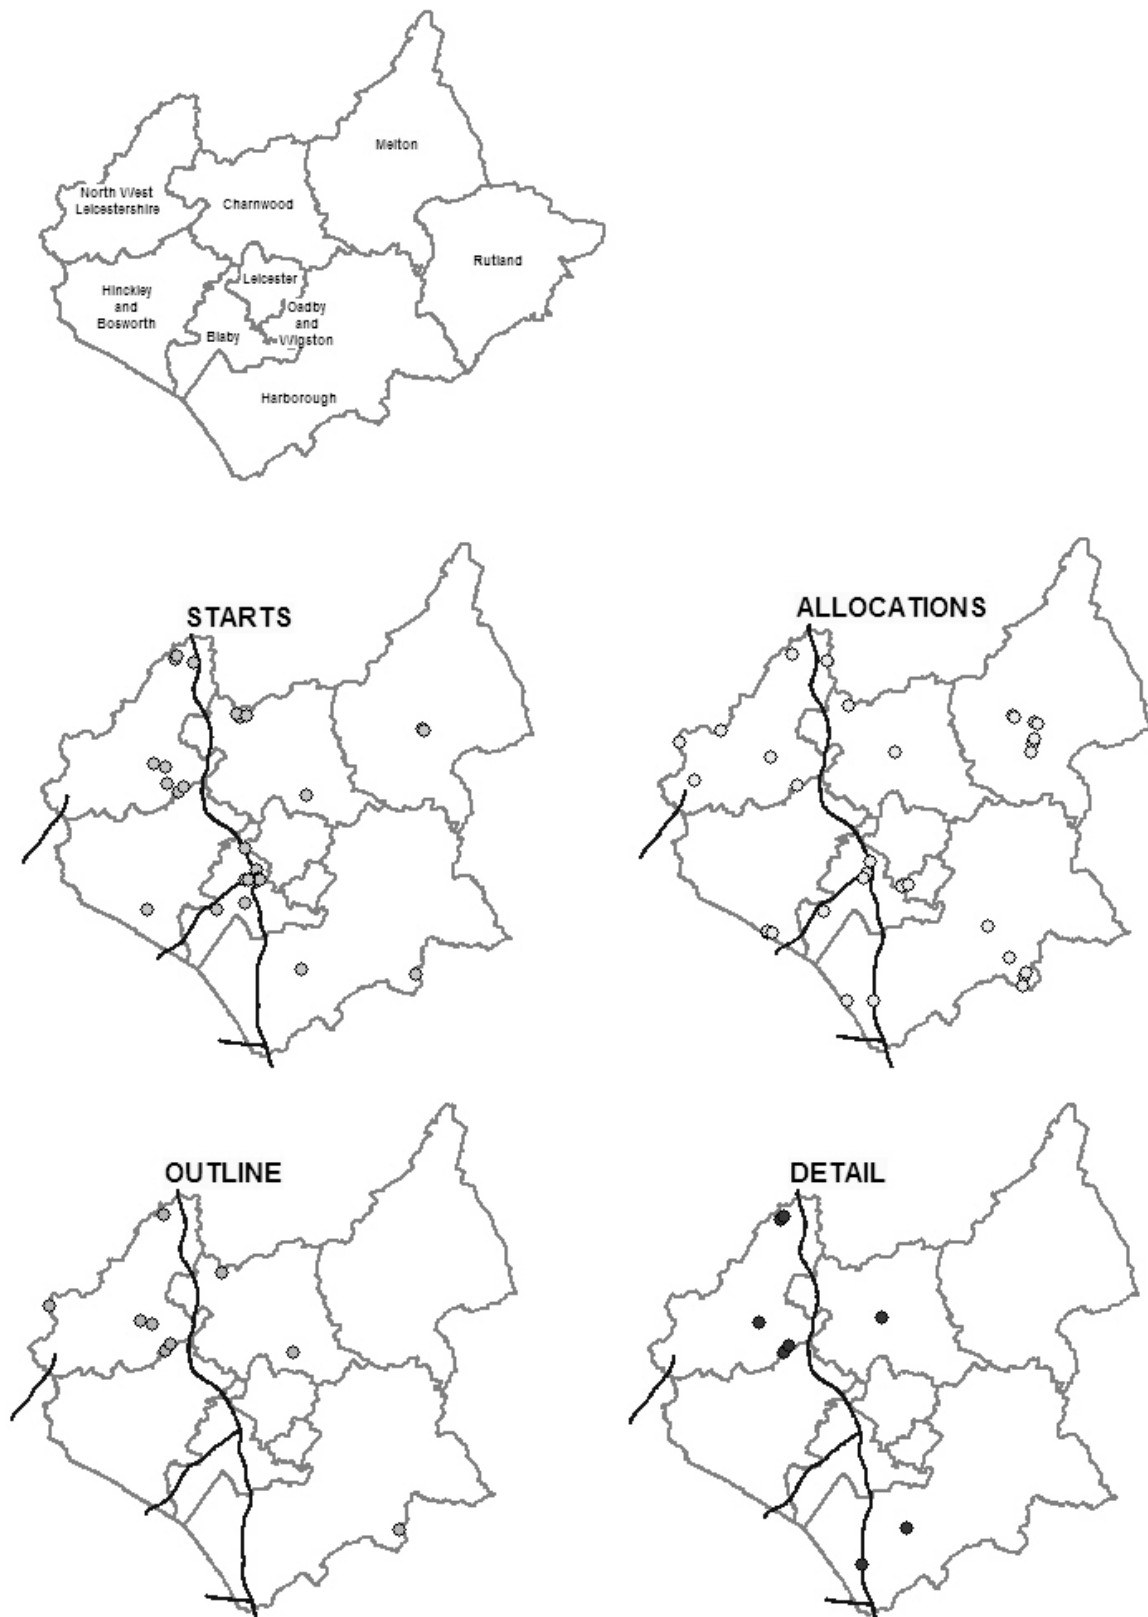 Melton
North West
Leicestershire
Charnwood
Rutland
Leicester
Hinckley
and
Bosworth
Oadby
and
Wigston
Blaby
Harborough
STARTS
ALLOCATIONS
OUTLINE
DETAIL